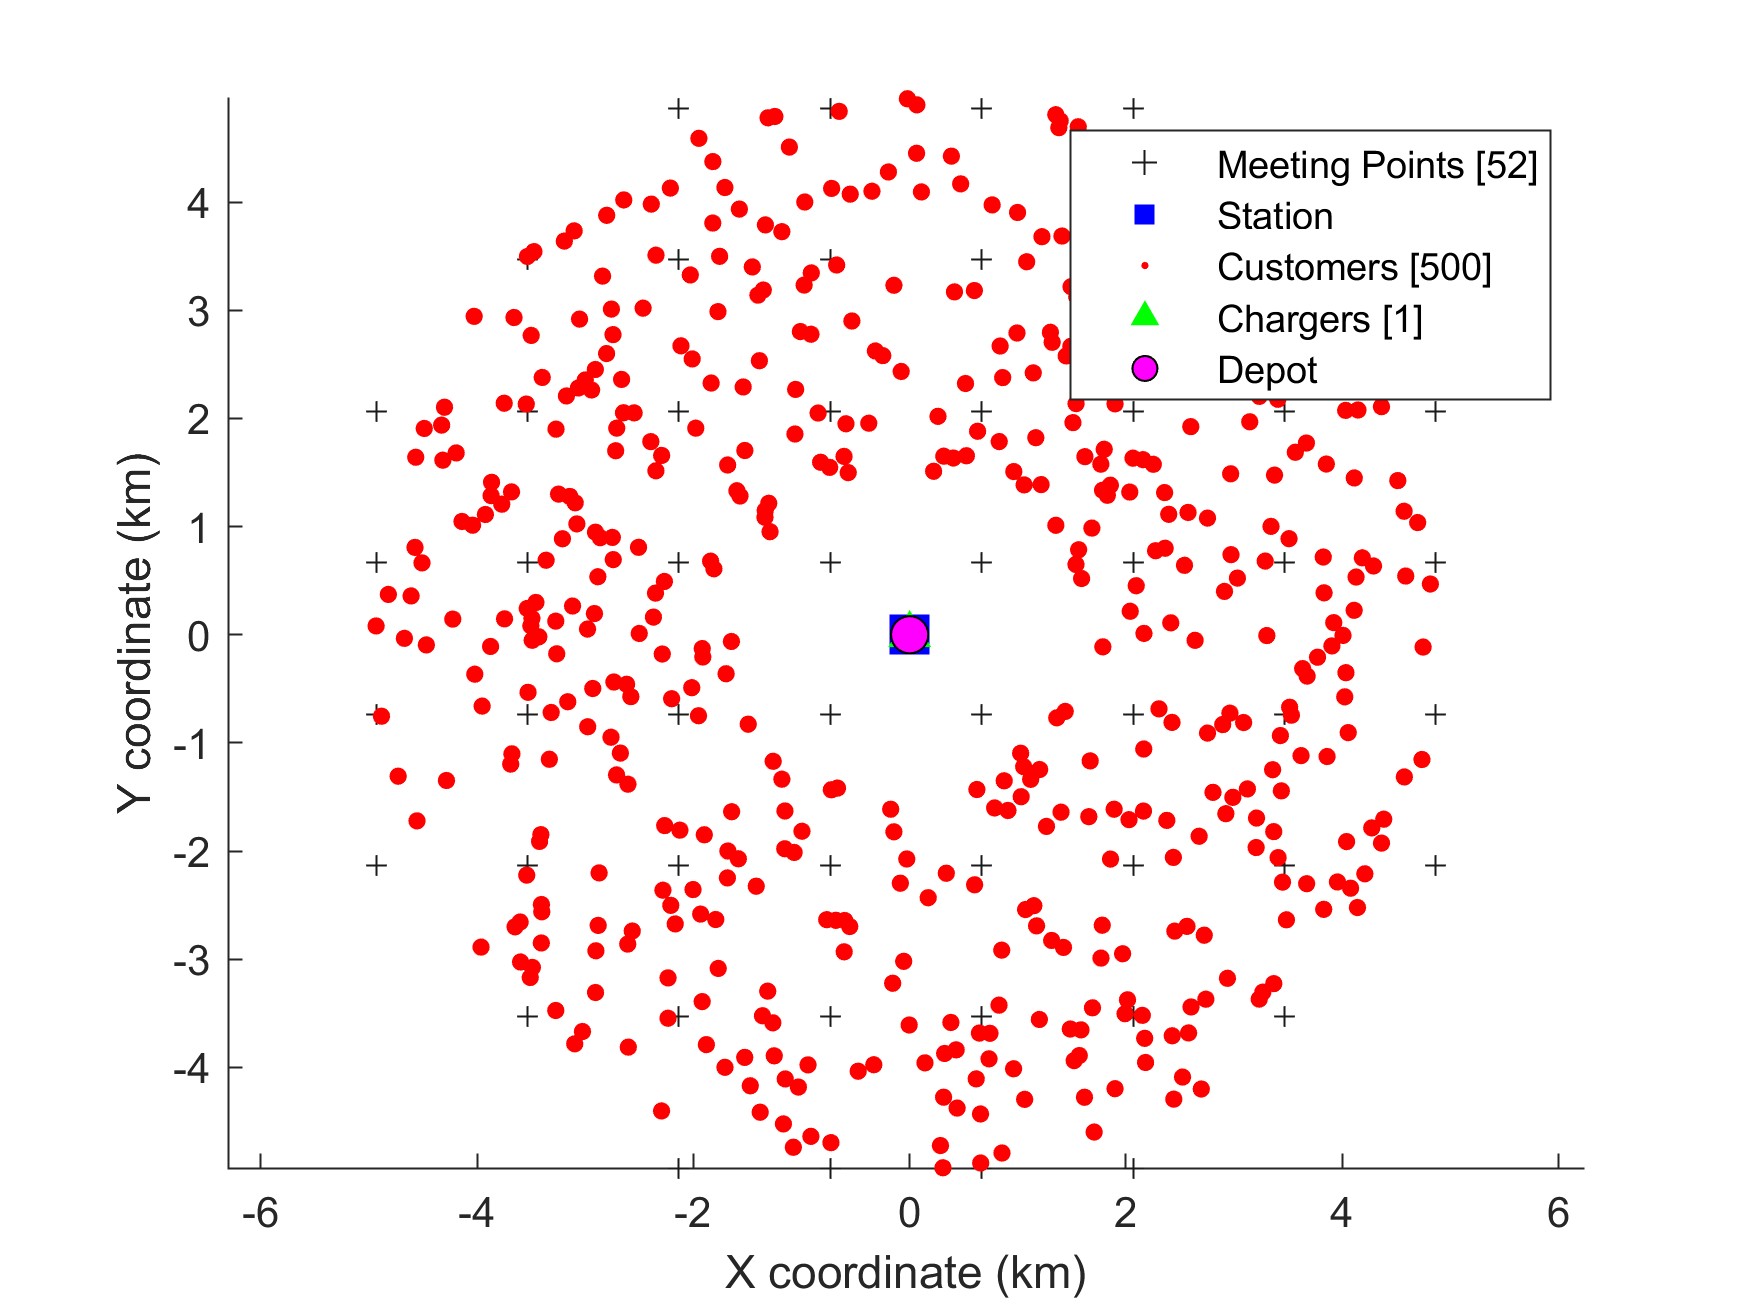 Meeting Points [52]
Station
Customers [500]
Chargers [1]
Depot
4
3
2
1
0
-1
-2
-3
-4
Y coordinate (km)
-6
-4
-2
0
2
4
6
X coordinate (km)